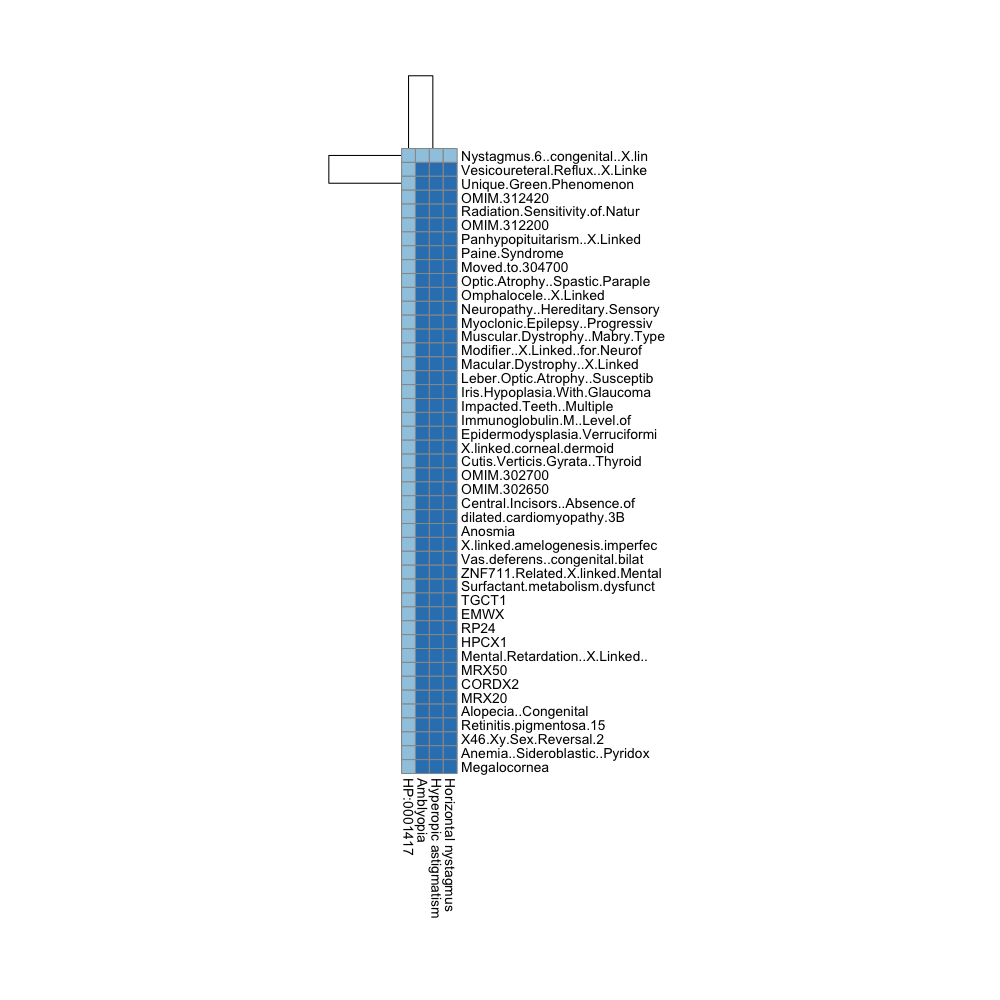 Nystagmus.6..congenital..X.lin
Vesicoureteral.Reflux..X.Linke
Unique.Green.Phenomenon
OMIM.312420
Radiation.Sensitivity.of.Natur
OMIM.312200
Panhypopituitarism..X.Linked
Paine.Syndrome
Moved.to.304700
Optic.Atrophy..Spastic.Paraple
Omphalocele..X.Linked
Neuropathy..Hereditary.Sensory
Myoclonic.Epilepsy..Progressiv
Muscular.Dystrophy..Mabry.Type
Modifier..X.Linked..for.Neurof
Macular.Dystrophy..X.Linked
Leber.Optic.Atrophy..Susceptib
Iris.Hypoplasia.With.Glaucoma
Impacted.Teeth..Multiple
Immunoglobulin.M..Level.of
Epidermodysplasia.Verruciformi
X.linked.corneal.dermoid
Cutis.Verticis.Gyrata..Thyroid
OMIM.302700
OMIM.302650
Central.Incisors..Absence.of
dilated.cardiomyopathy.3B
Anosmia
X.linked.amelogenesis.imperfec
Vas.deferens..congenital.bilat
ZNF711.Related.X.linked.Mental
Surfactant.metabolism.dysfunct
TGCT1
EMWX
RP24
HPCX1
Mental.Retardation..X.Linked..
MRX50
CORDX2
MRX20
Alopecia..Congenital
Retinitis.pigmentosa.15
X46.Xy.Sex.Reversal.2
Anemia..Sideroblastic..Pyridox
Megalocornea
HP:0001417
Amblyopia
Hyperopic astigmatism
Horizontal nystagmus